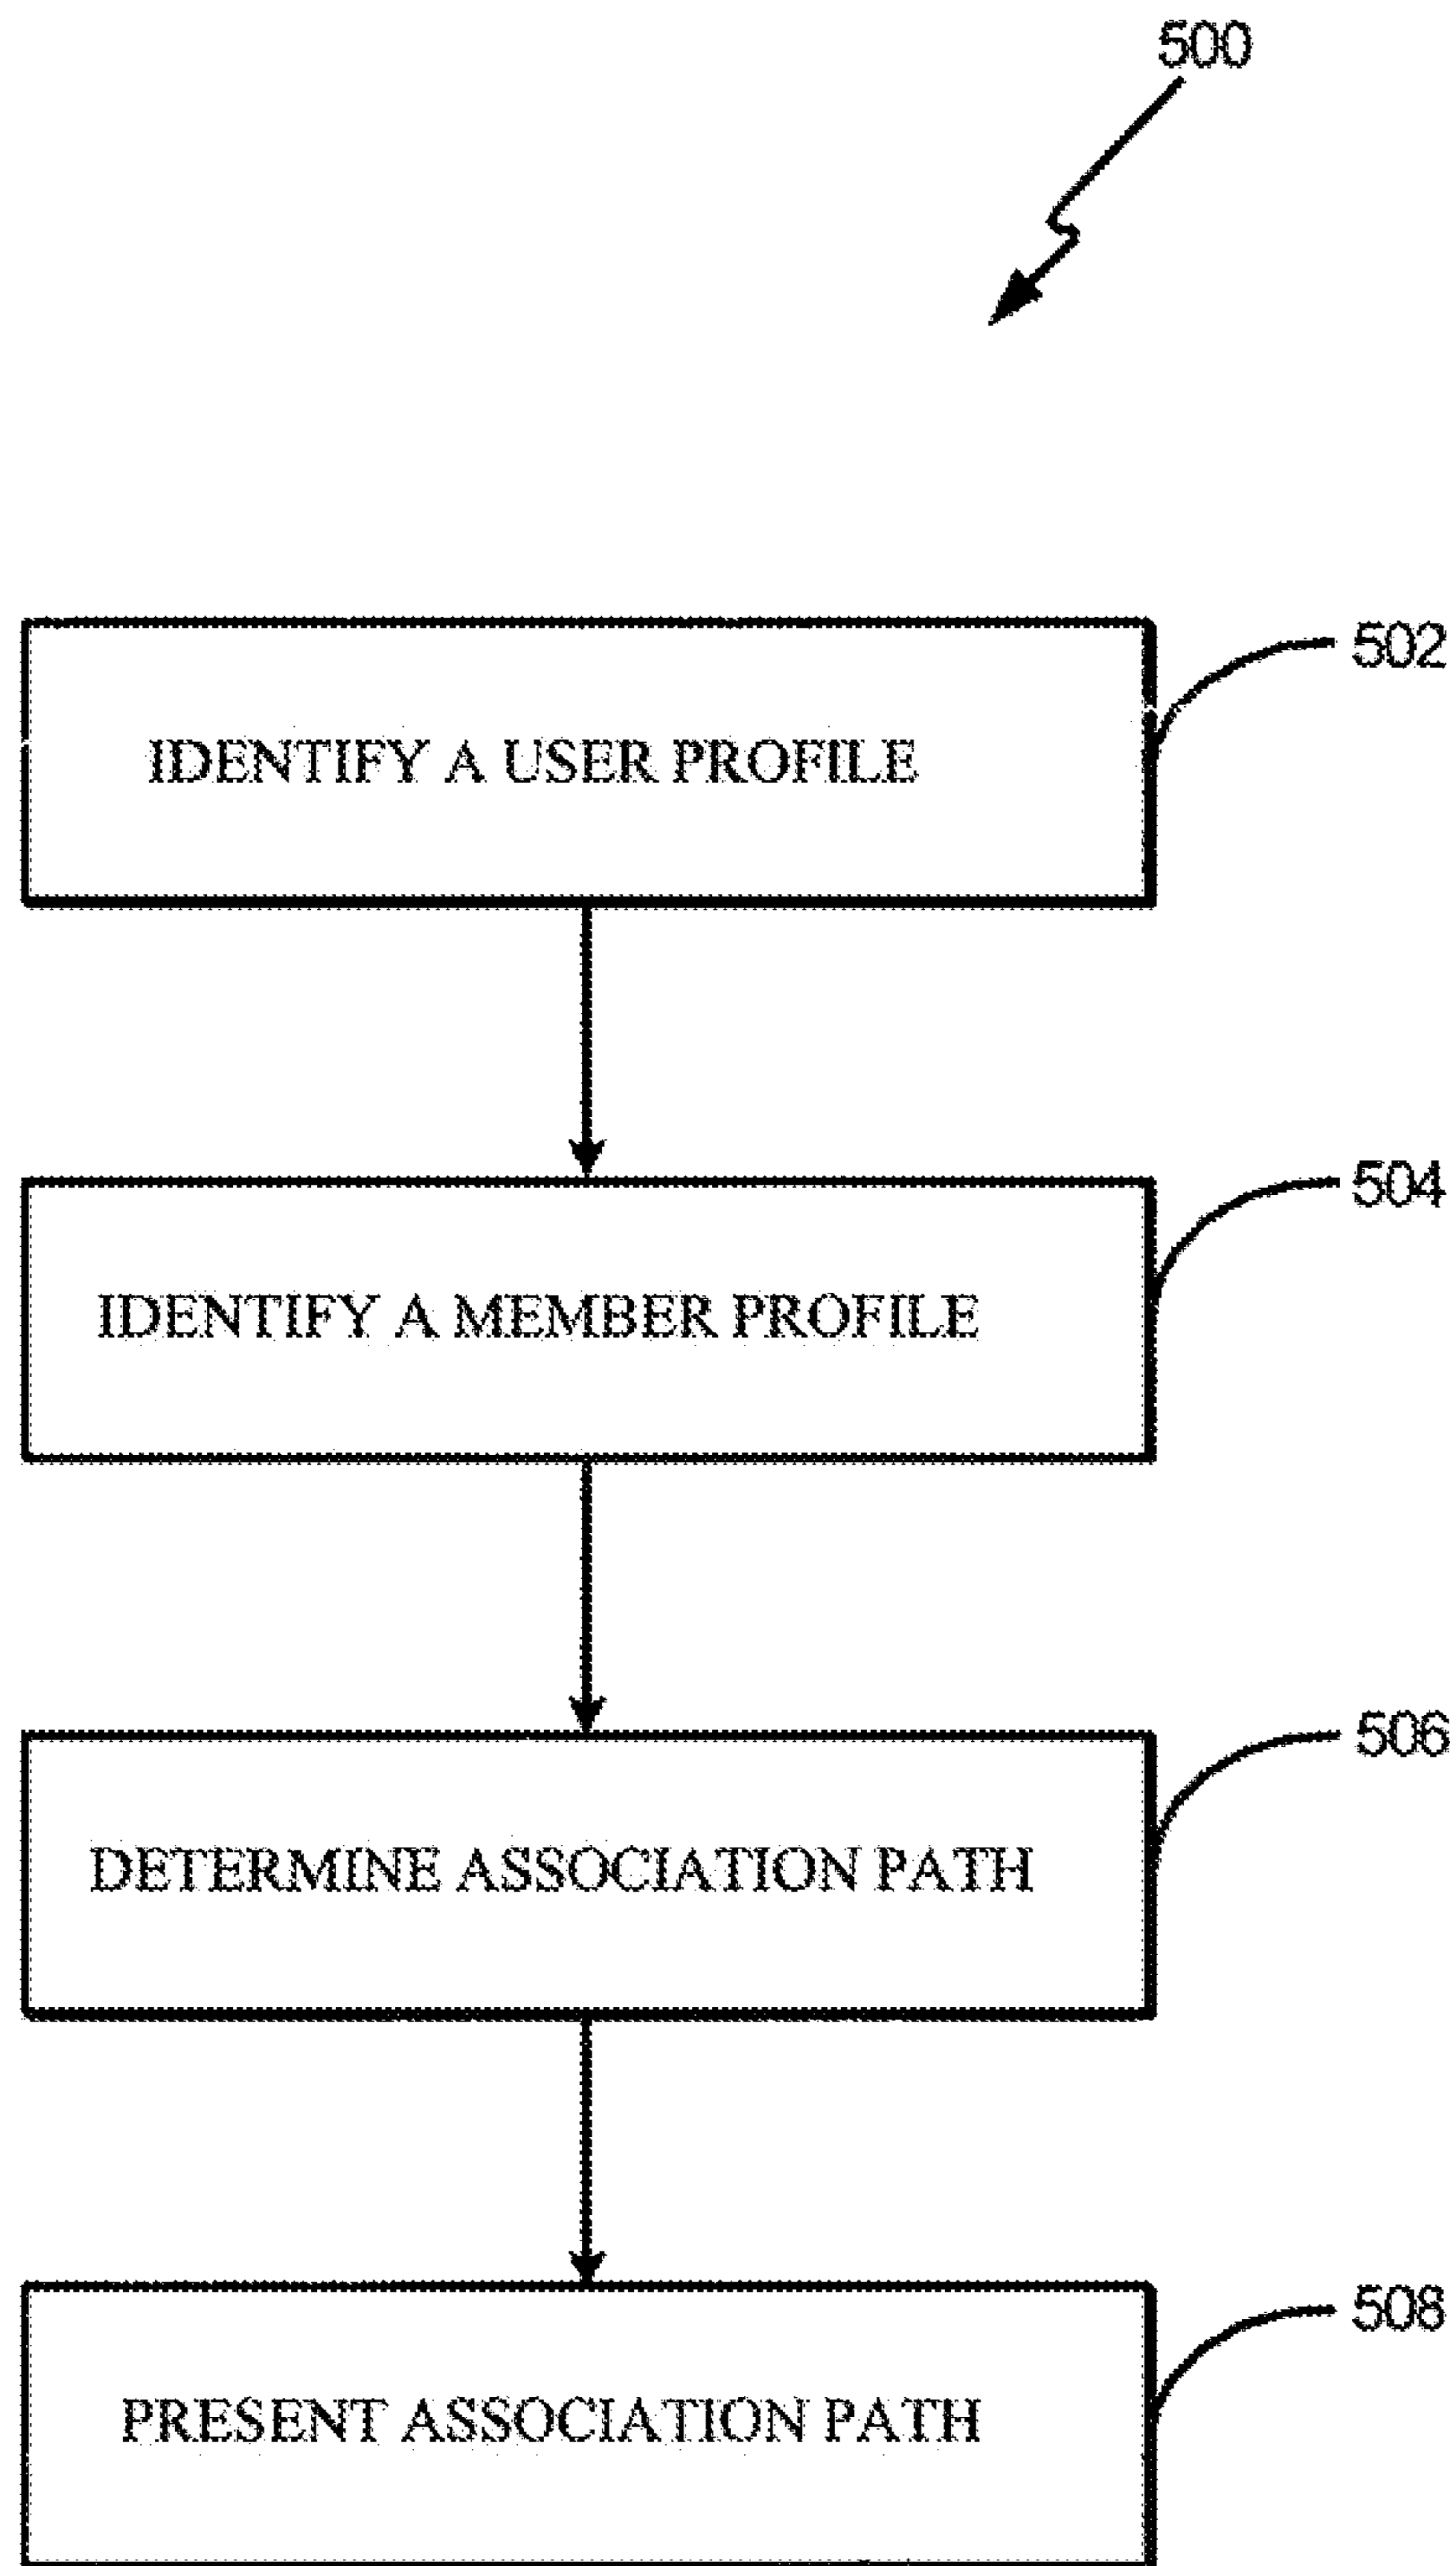 500
502
IDENTIFY A USER PROFILE
504
IDENTIFY A MEMBER PROFILE
506
DETERMINE ASSOCIATION PATH
508
PRESENT ASSOCIATION PATH